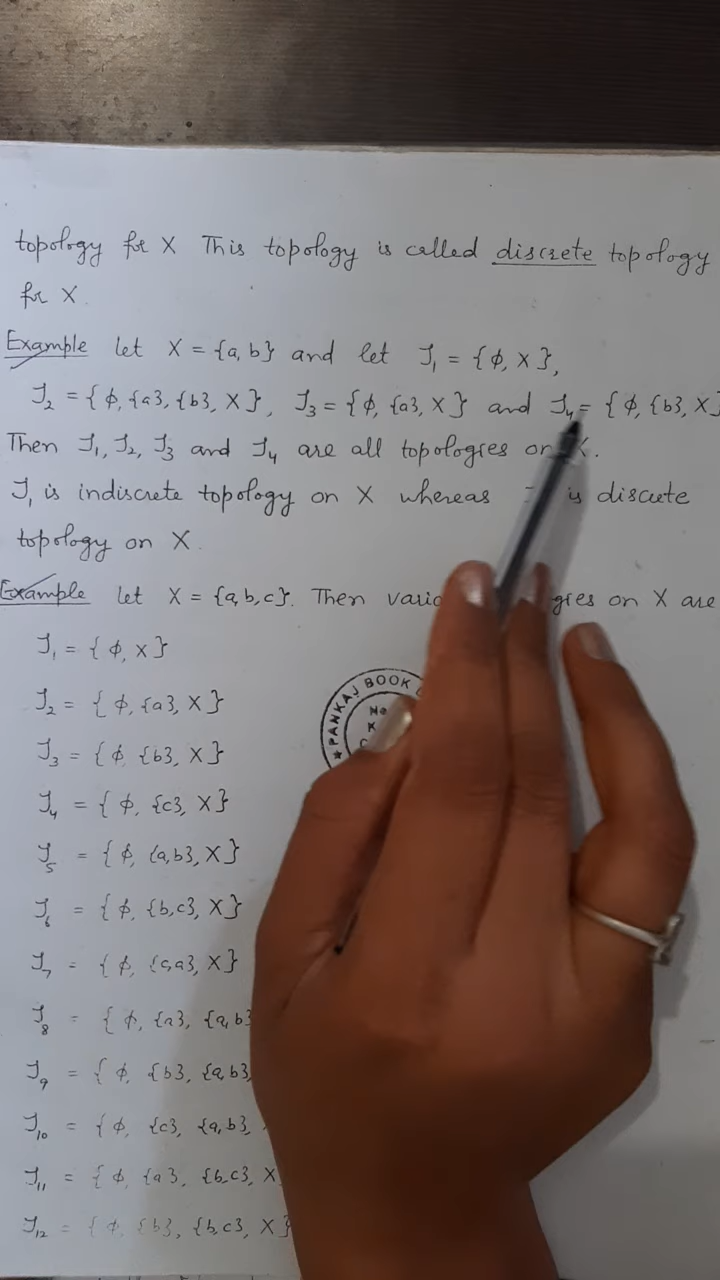 topology for X This topology is called discrete topology
for X.
Example let X = {a, b} and let J₁ = {ϕ, X},
J₂ = {ϕ, {a}, {b}, X}, J₃ = {ϕ, {a}, X} and J₄ = {ϕ, {b}, X}
Then J₁, J₂, J₃ and J₄ are all topologies on X.
J₁ is indiscrete topology on X whereas is discrete
topology on X.
Example let X = {a, b, c}. Then on X are
J₁ = {ϕ, X}
J₂ = {ϕ, {a}, X}
J₃ = {ϕ, {b}, X}
J₄ = {ϕ, {c}, X}
J₅ = {ϕ, {a, b}, X}
J₆ = {ϕ, {b, c}, X}
J₇ = {ϕ, {c, a}, X}
J₈ = {ϕ, {a}, {a, b}
J₉ = {ϕ, {b}, {a, b},
J₁₀ = {ϕ, {c}, {a, b},
J₁₁ = {ϕ, {a}, {b, c}, X
J₁₂ = {ϕ, {b}, {b, c}, X}
PANKAJ BOOK